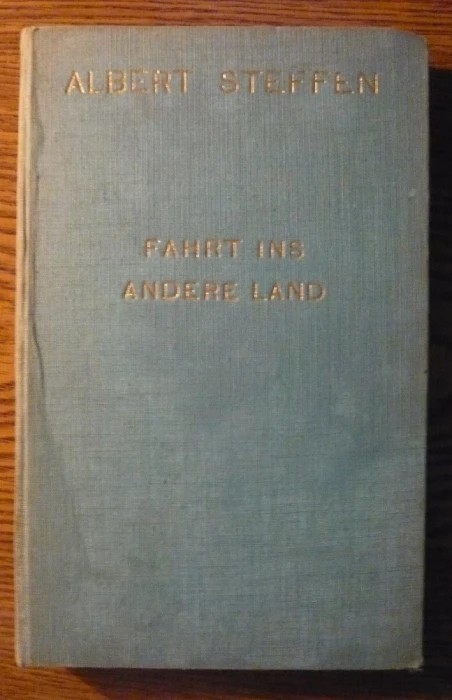 ALBERT STEFFEN
FAHRT INS
ANDERE LAND